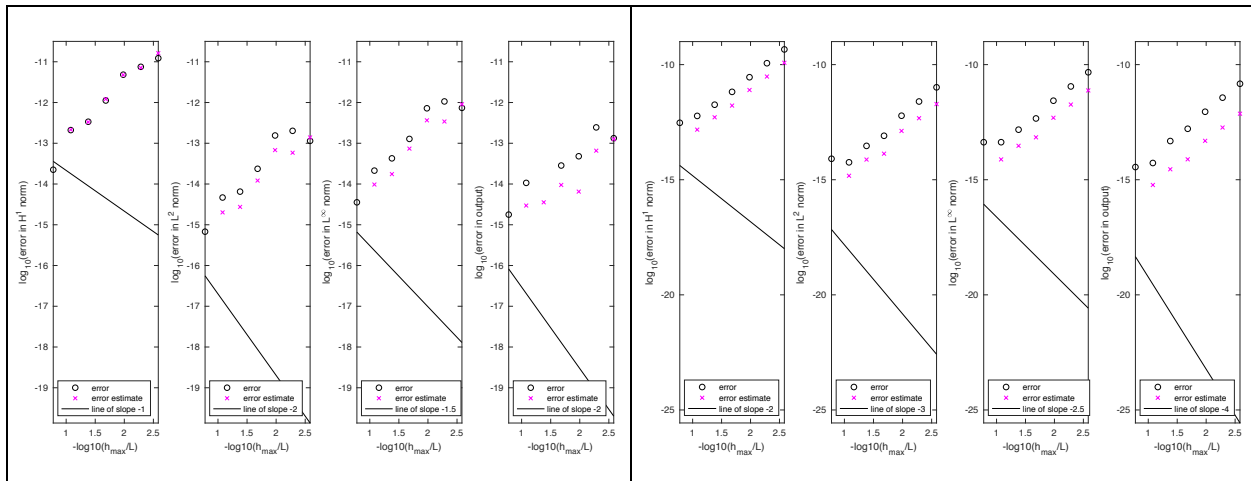 log10(error in H1 norm)
-11
-12
-13
-14
-15
-16
-17
-18
-19
error
error estimate
line of slope -1
1
1.5
2
2.5
-log10(hmax/L)
log10(error in L2 norm)
-11
-12
-13
-14
-15
-16
-17
-18
-19
error
error estimate
line of slope -2
1
1.5
2
2.5
-log10(hmax/L)
log10(error in L∞ norm)
-11
-12
-13
-14
-15
-16
-17
-18
-19
error
error estimate
line of slope -1.5
1
1.5
2
2.5
-log10(hmax/L)
log10(error in output)
-11
-12
-13
-14
-15
-16
-17
-18
-19
error
error estimate
line of slope -2
1
1.5
2
2.5
-log10(hmax/L)
log10(error in H1 norm)
-10
-15
-20
-25
error
error estimate
line of slope -2
1
1.5
2
2.5
-log10(hmax/L)
log10(error in L2 norm)
-10
-15
-20
-25
error
error estimate
line of slope -3
1
1.5
2
2.5
-log10(hmax/L)
log10(error in L∞ norm)
-10
-15
-20
-25
error
error estimate
line of slope -2.5
1
1.5
2
2.5
-log10(hmax/L)
log10(error in output)
-10
-15
-20
-25
error
error estimate
line of slope -4
1
1.5
2
2.5
-log10(hmax/L)